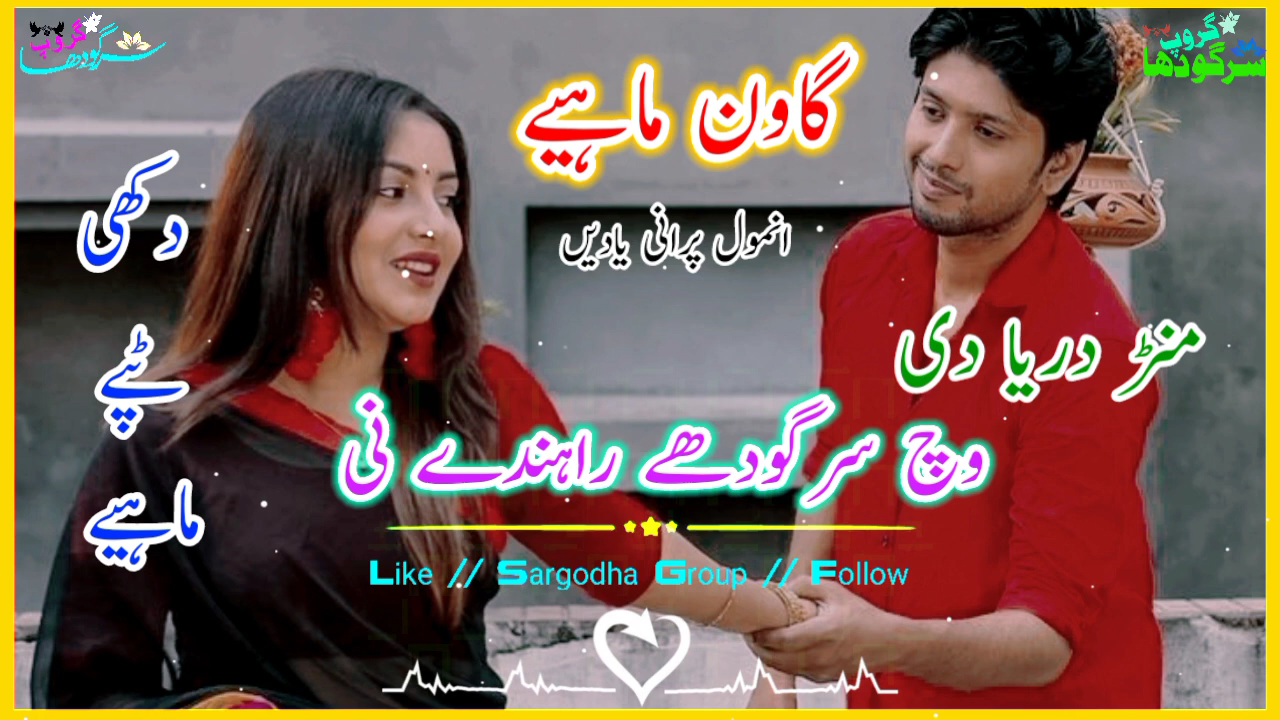 گروپ
سرگودھا
گروپ
سرگودھا
گاون ماہیے
انمول پرانی یادیں
دکھی
ٹپے
ماہیے
منڑ دریا دی
وچ سرگودھے راہندے نی
Like // Sargodha Group // Follow